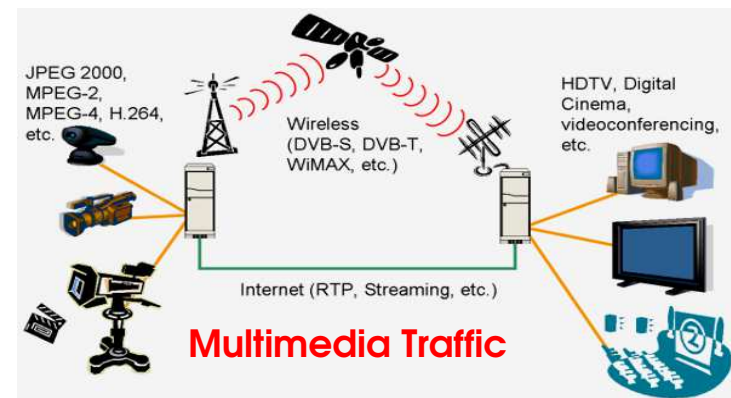 JPEG 2000,
MPEG-2,
MPEG-4, H.264,
etc.
Wireless
(DVB-S, DVB-T,
WiMAX, etc.)
HDTV, Digital
Cinema,
videoconferencing,
etc.
Internet (RTP, Streaming, etc.)
Multimedia Traffic
2